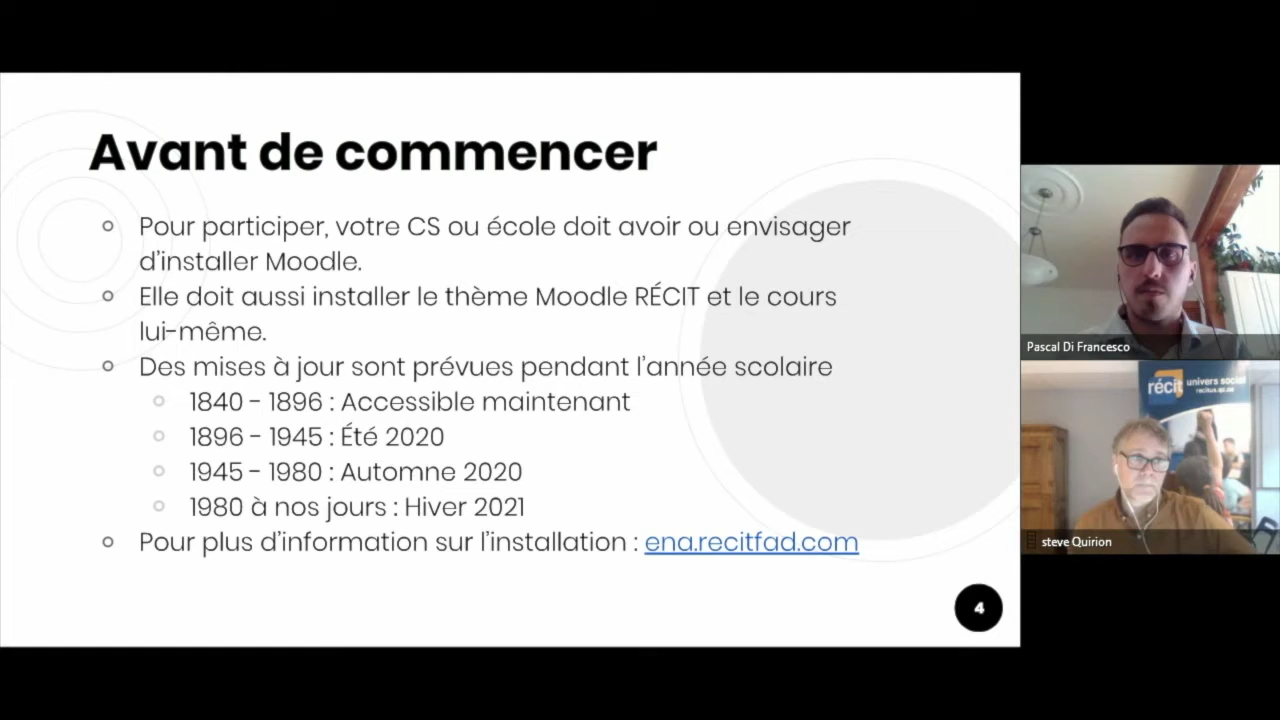 Avant de commencer
Pour participer, votre CS ou école doit avoir ou envisager
d'installer Moodle.
Elle doit aussi installer le thème Moodle RÉCIT et le cours
lui-même.
Des mises à jour sont prévues pendant l'année scolaire
1840 - 1896 : Accessible maintenant
1896 - 1945 : Été 2020
1945 - 1980 : Automne 2020
1980 à nos jours : Hiver 2021
Pour plus d'information sur l'installation : ena.recitfad.com
4
Pascal Di Francesco
récit univers social
recitus.qc.ca
steve Quirion